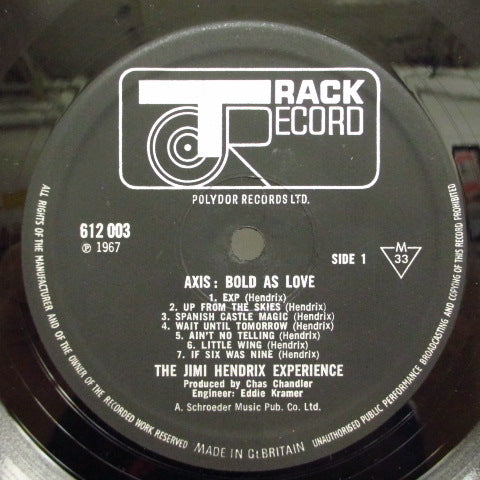 TRACK
RECORD
POLYDOR RECORDS LTD.
612 003
℗ 1967
SIDE 1
M
33
AXIS: BOLD AS LOVE
1. EXP (Hendrix)
2. UP FROM THE SKIES (Hendrix)
3. SPANISH CASTLE MAGIC (Hendrix)
4. WAIT UNTIL TOMORROW (Hendrix)
5. AIN'T NO TELLING (Hendrix)
6. LITTLE WING (Hendrix)
7. IF SIX WAS NINE (Hendrix)
THE JIMI HENDRIX EXPERIENCE
Produced by Chas Chandler
Engineer: Eddie Kramer
A. Schroeder Music Pub. Co. Ltd.
ALL RIGHTS OF THE MANUFACTURER AND OF THE OWNER OF THE RECORDED WORK RESERVED
MADE IN Gt. BRITAIN
UNAUTHORISED PUBLIC PERFORMANCE BROADCASTING AND COPYING OF THIS RECORD PROHIBITED